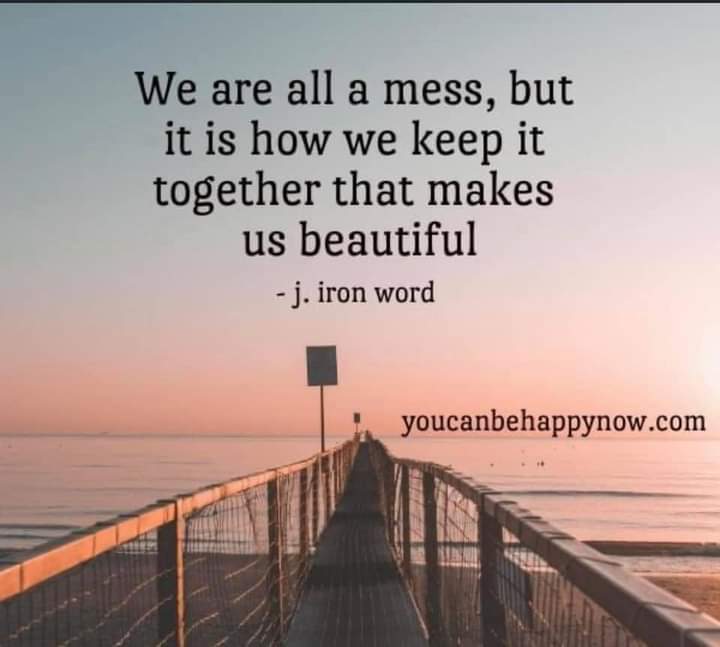 We are all a mess, but
it is how we keep it
together that makes
us beautiful
- j. iron word
youcanbehappynow.com